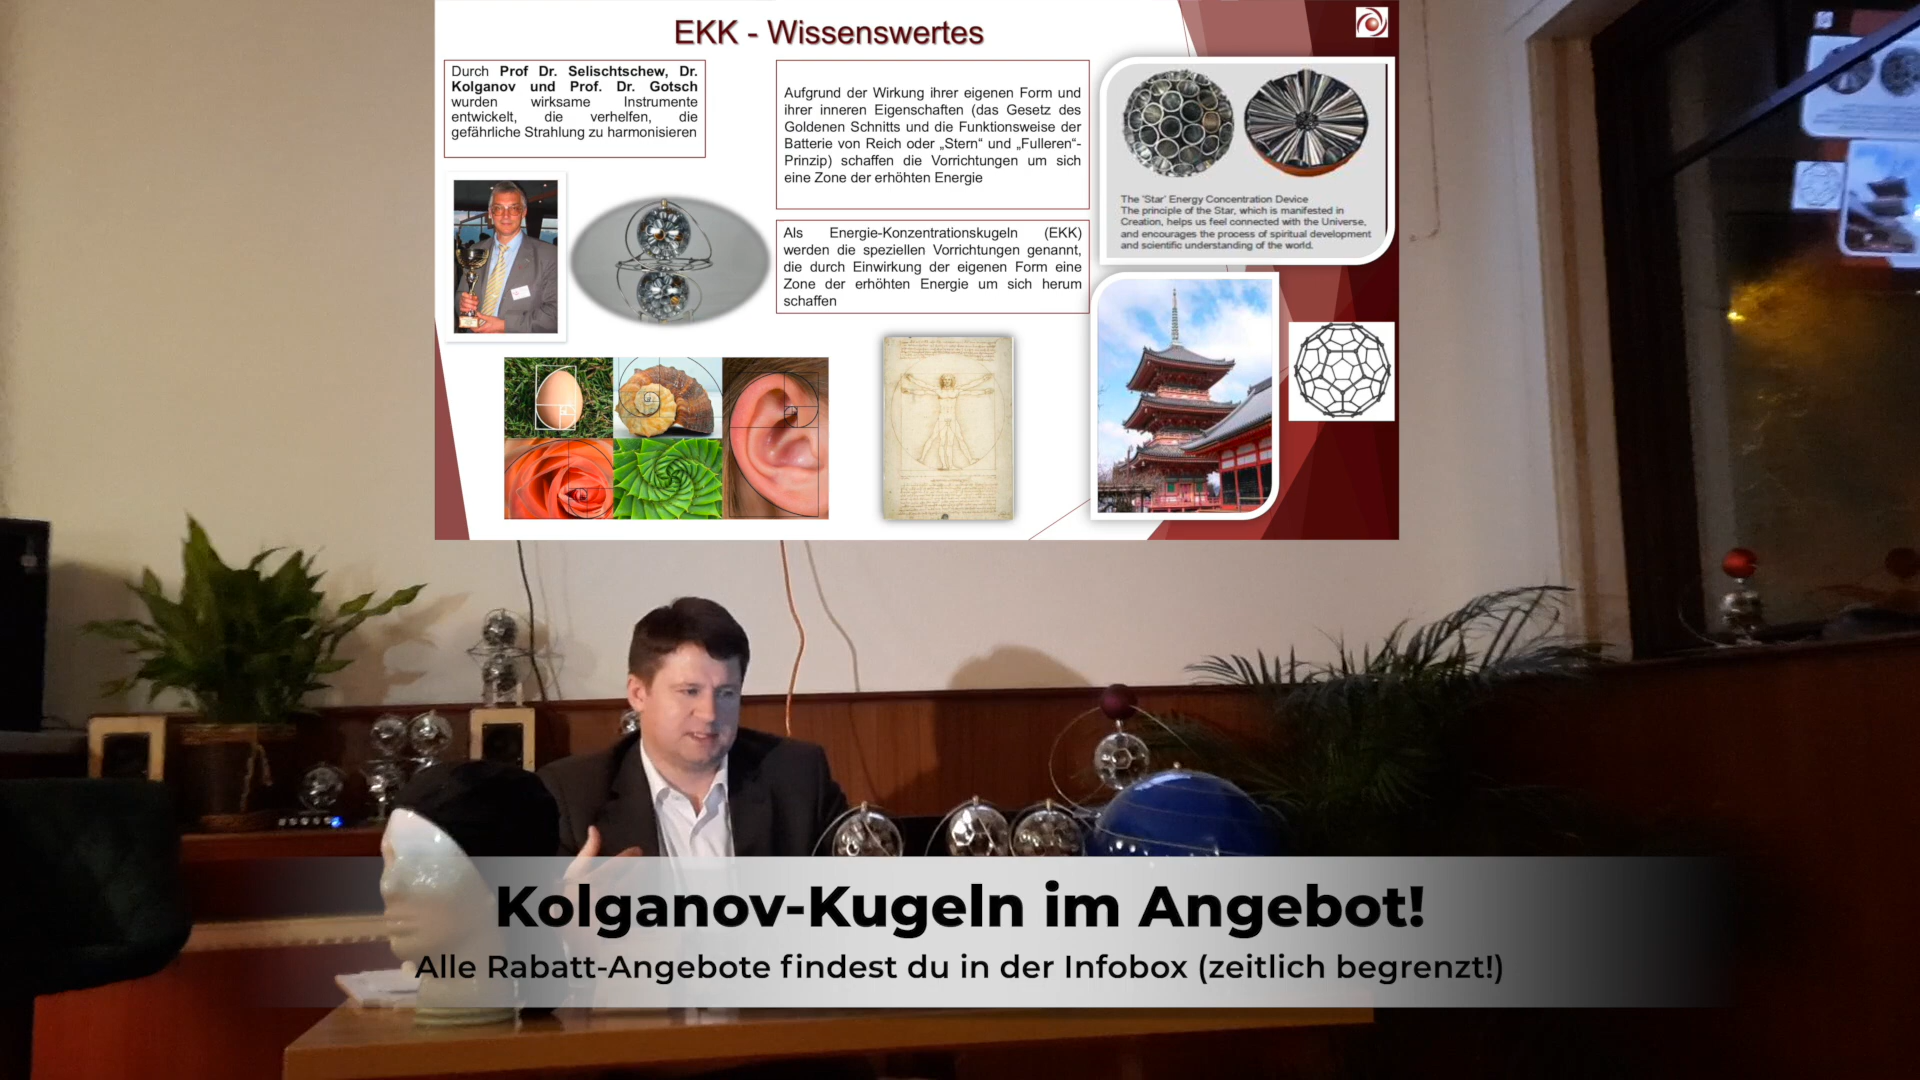 EKK - Wissenswertes
Durch Prof Dr. Selischtschew, Dr.
Kolganov und Prof. Dr. Gotsch
wurden wirksame Instrumente
entwickelt, die verhelfen, die
gefährliche Strahlung zu harmonisieren
Aufgrund der Wirkung ihrer eigenen Form und
ihrer inneren Eigenschaften (das Gesetz des
Goldenen Schnitts und die Funktionsweise der
Batterie von Reich oder „Stern“ und „Fulleren“-
Prinzip) schaffen die Vorrichtungen um sich
eine Zone der erhöhten Energie
Als Energie-Konzentrationskugeln (EKK)
werden die speziellen Vorrichtungen genannt,
die durch Einwirkung der eigenen Form eine
Zone der erhöhten Energie um sich herum
schaffen
The 'Star' Energy Concentration Device
The principle of the Star, which is manifested in
Creation, helps us feel connected with the Universe,
and encourages the process of spiritual development
and scientific understanding of the world.
Kolganov-Kugeln im Angebot!
Alle Rabatt-Angebote findest du in der Infobox (zeitlich begrenzt!)